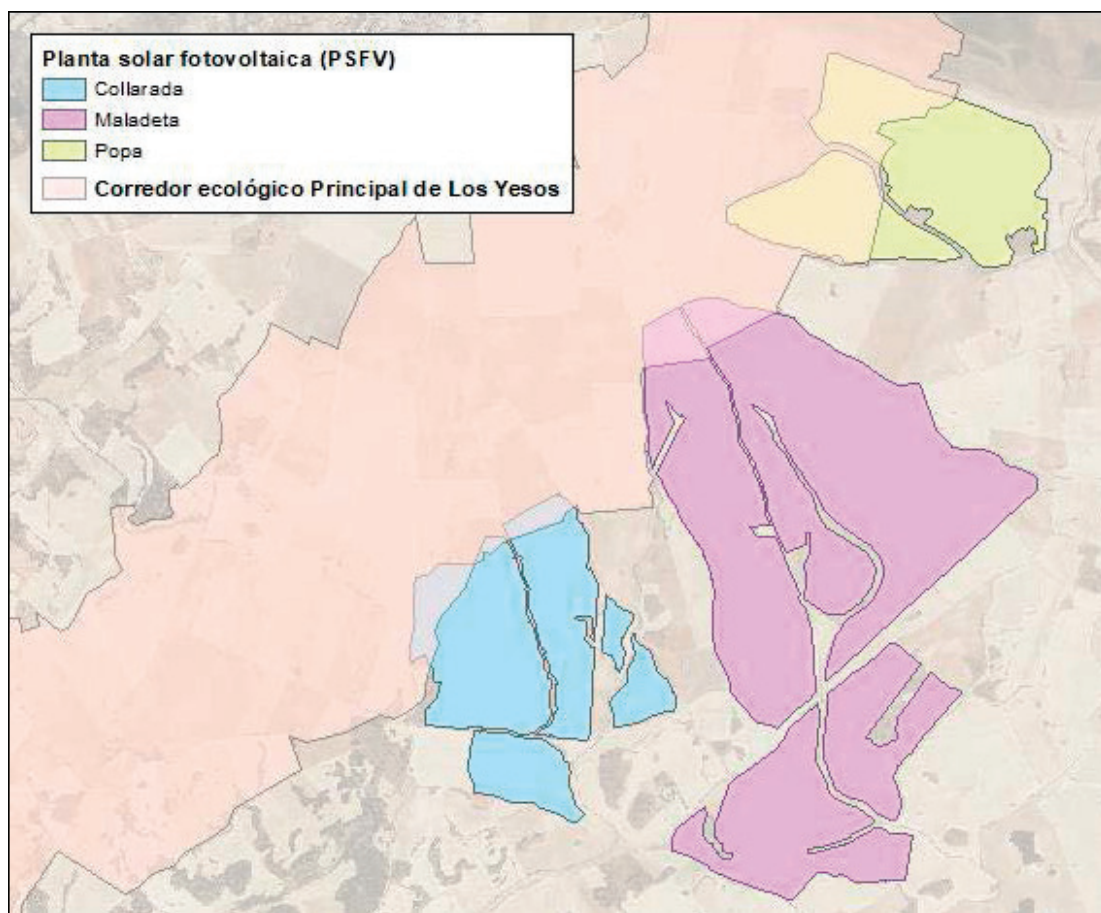 Planta solar fotovoltaica (PSFV)
Collarada
Maladeta
Popa
Corredor ecológico Principal de Los Yesos